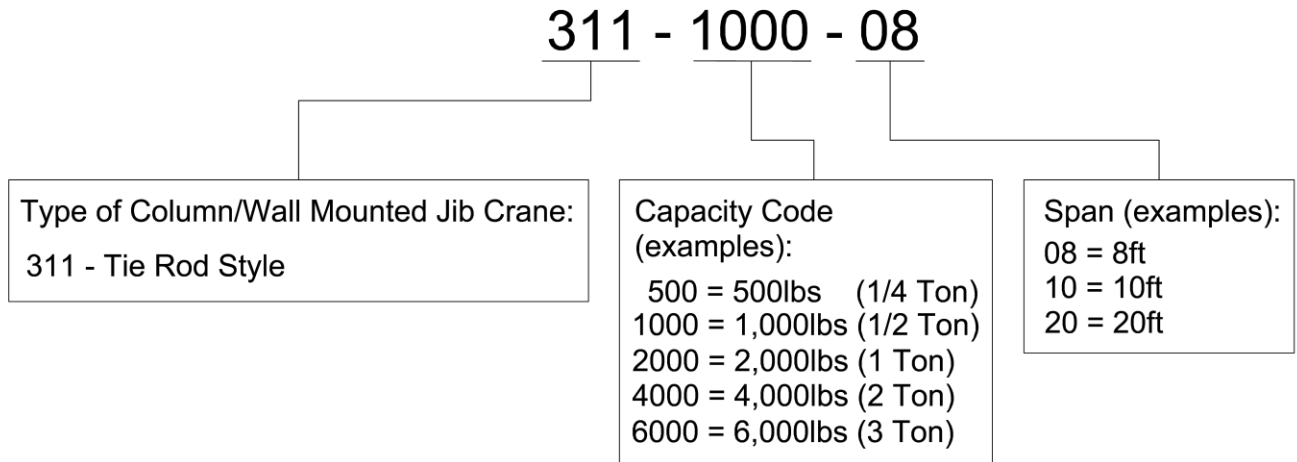 311 - 1000 - 08
Type of Column/Wall Mounted Jib Crane:
311 - Tie Rod Style
Capacity Code
(examples):
500 = 500lbs (1/4 Ton)
1000 = 1,000lbs (1/2 Ton)
2000 = 2,000lbs (1 Ton)
4000 = 4,000lbs (2 Ton)
6000 = 6,000lbs (3 Ton)
Span (examples):
08 = 8ft
10 = 10ft
20 = 20ft